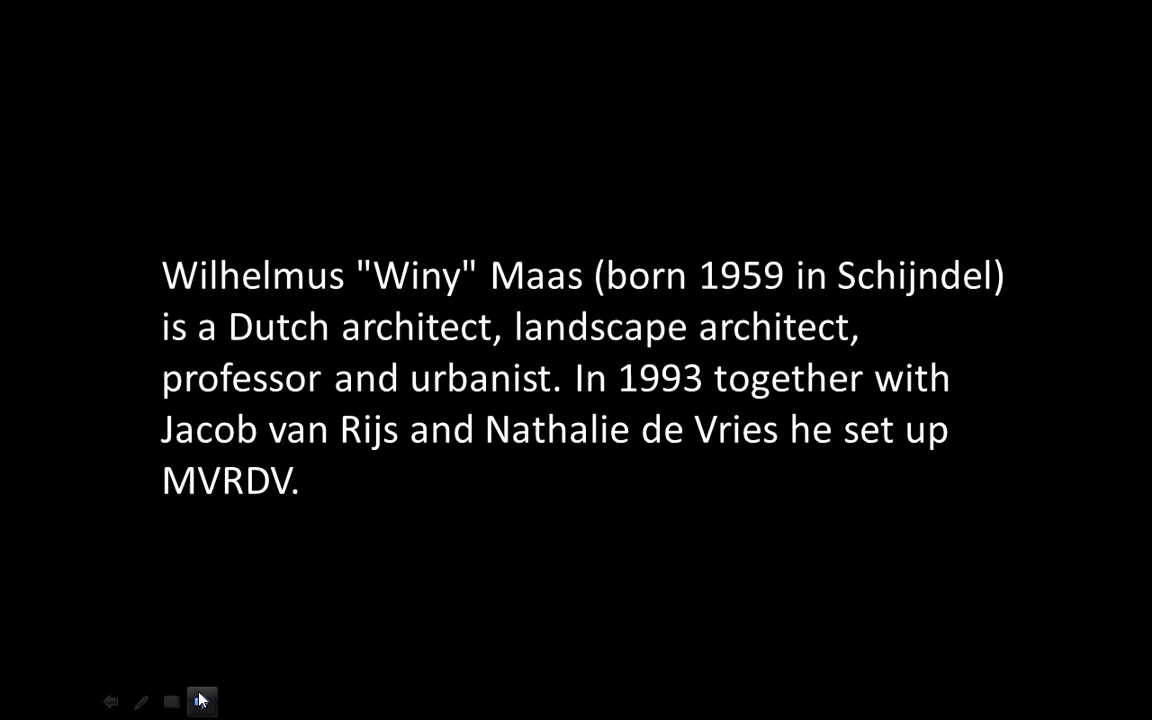 Wilhelmus "Winy" Maas (born 1959 in Schijndel)
is a Dutch architect, landscape architect,
professor and urbanist. In 1993 together with
Jacob van Rijs and Nathalie de Vries he set up
MVRDV.